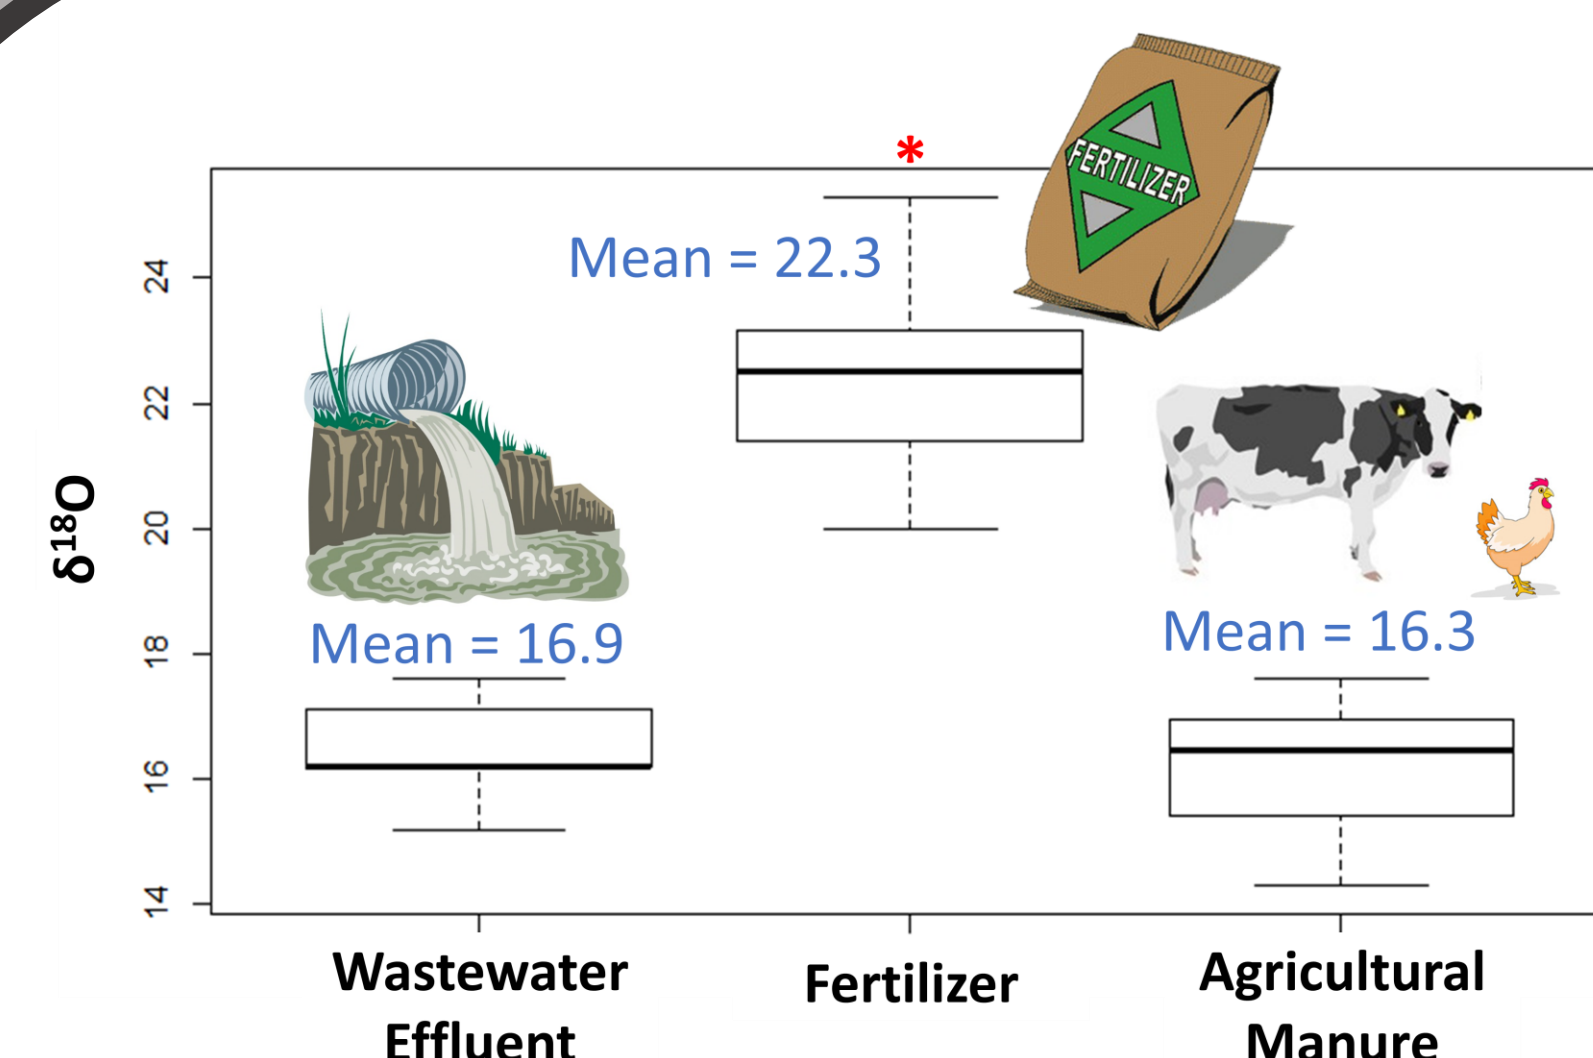 *
FERTILIZER
Mean = 22.3
24
22
20
18
16
14
δ¹⁸O
Mean = 16.9
Mean = 16.3
Wastewater
Effluent
Fertilizer
Agricultural
Manure